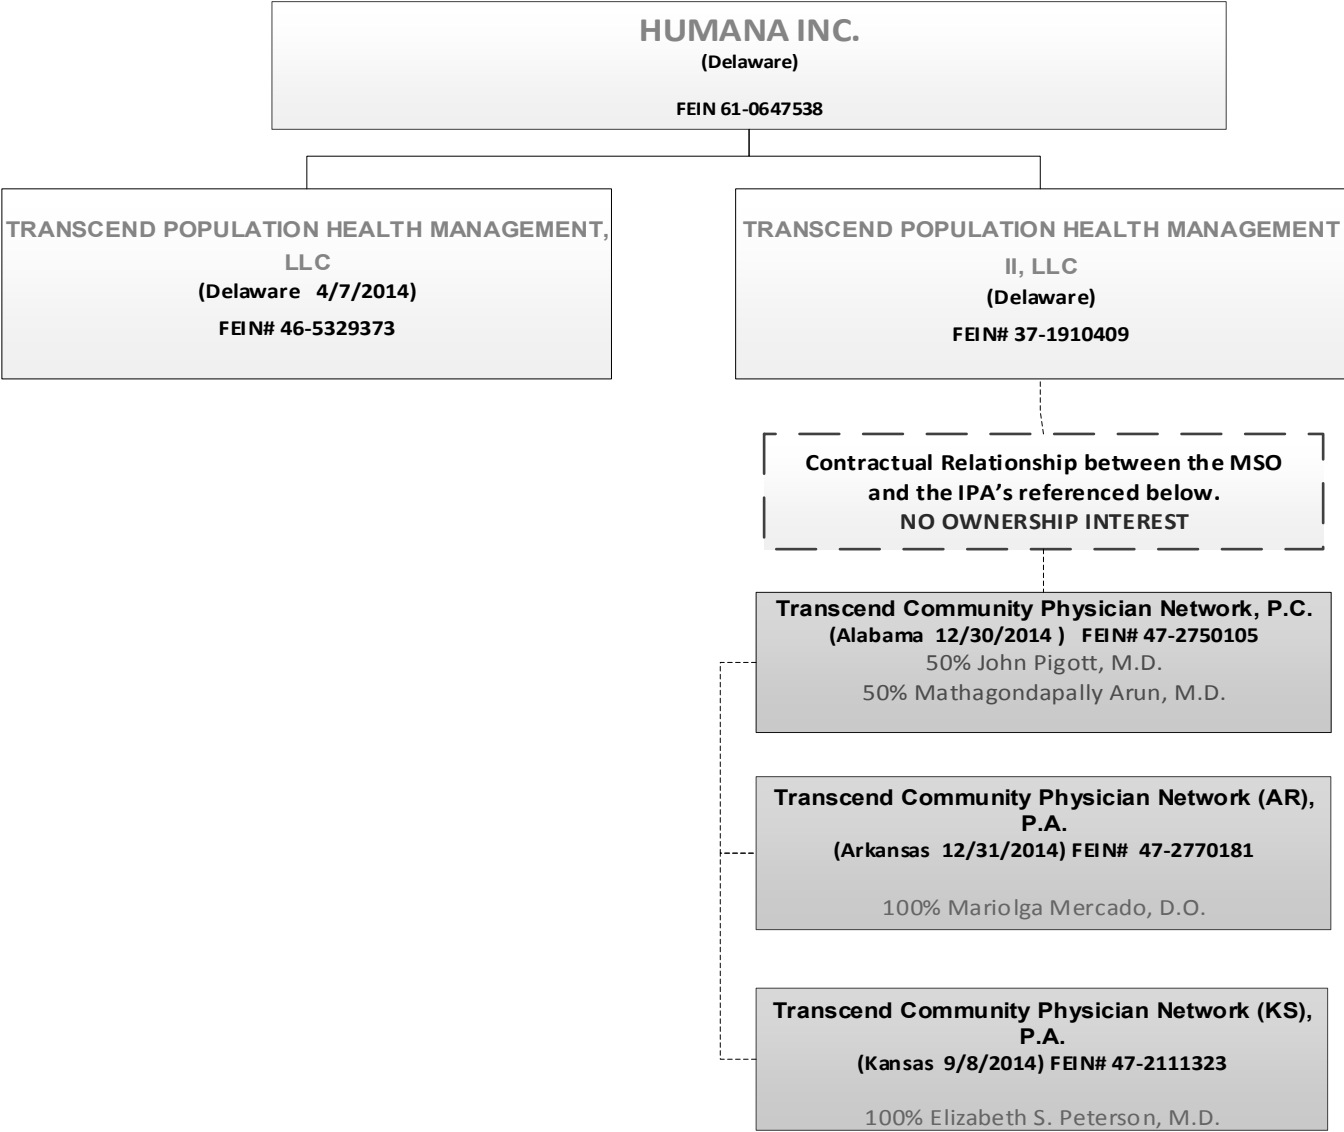 HUMANA INC.
(Delaware)
FEIN 61-0647538
TRANSCEND POPULATION HEALTH MANAGEMENT,
LLC
(Delaware 4/7/2014)
FEIN# 46-5329373
TRANSCEND POPULATION HEALTH MANAGEMENT
II, LLC
(Delaware)
FEIN# 37-1910409
Contractual Relationship between the MSO
and the IPA’s referenced below.
NO OWNERSHIP INTEREST
Transcend Community Physician Network, P.C.
(Alabama 12/30/2014 ) FEIN# 47-2750105
50% John Pigott, M.D.
50% Mathagondapally Arun, M.D.
Transcend Community Physician Network (AR),
P.A.
(Arkansas 12/31/2014) FEIN# 47-2770181
100% Mariolga Mercado, D.O.
Transcend Community Physician Network (KS),
P.A.
(Kansas 9/8/2014) FEIN# 47-2111323
100% Elizabeth S. Peterson, M.D.